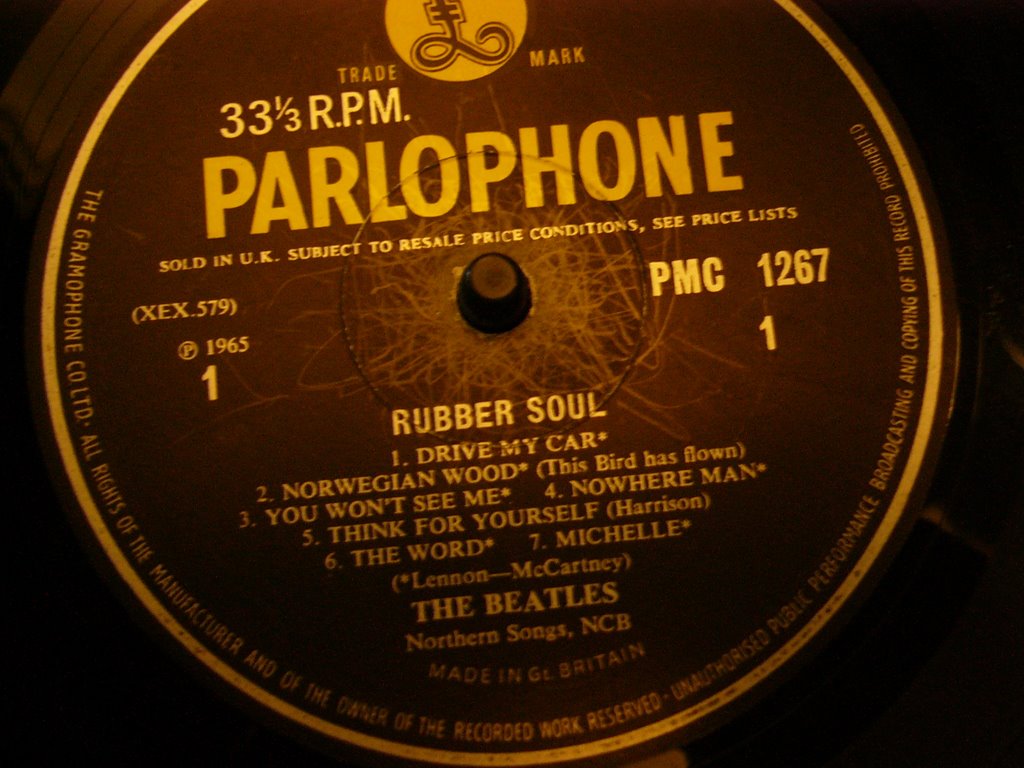 TRADE MARK
33⅓ R.P.M.
PARLOPHONE
SOLD IN U.K. SUBJECT TO RESALE PRICE CONDITIONS, SEE PRICE LISTS
(XEX.579)
PMC 1267
℗ 1965
1
1
RUBBER SOUL
1. DRIVE MY CAR*
2. NORWEGIAN WOOD* (This Bird has flown)
3. YOU WON'T SEE ME* 4. NOWHERE MAN*
5. THINK FOR YOURSELF (Harrison)
6. THE WORD* 7. MICHELLE*
(*Lennon—McCartney)
THE BEATLES
Northern Songs, NCB
MADE IN Gt. BRITAIN
THE GRAMOPHONE CO LTD · ALL RIGHTS OF THE MANUFACTURER AND OF THE OWNER OF THE RECORDED WORK RESERVED · UNAUTHORISED PUBLIC PERFORMANCE BROADCASTING AND COPYING OF THIS RECORD PROHIBITED